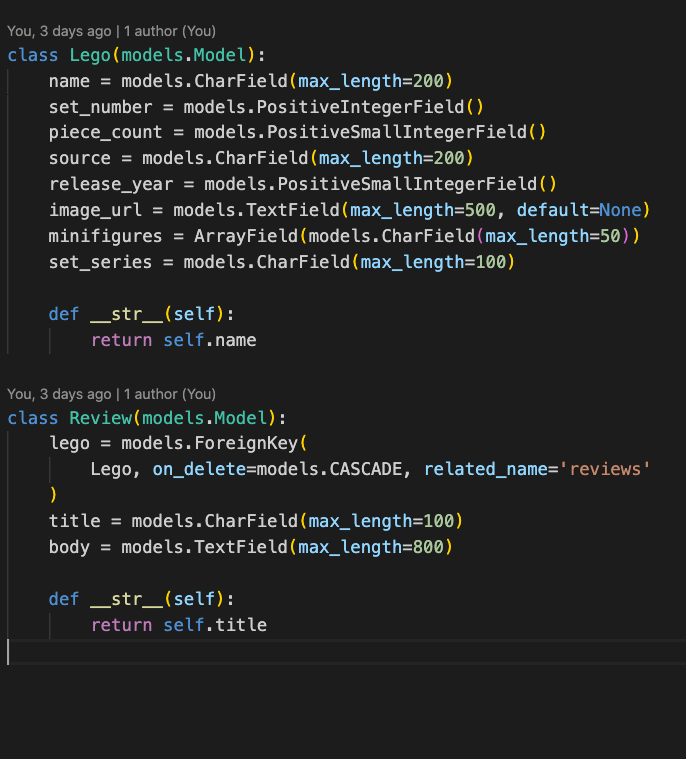 You, 3 days ago | 1 author (You)
class Lego(models.Model):
    name = models.CharField(max_length=200)
    set_number = models.PositiveIntegerField()
    piece_count = models.PositiveSmallIntegerField()
    source = models.CharField(max_length=200)
    release_year = models.PositiveSmallIntegerField()
    image_url = models.TextField(max_length=500, default=None)
    minifigures = ArrayField(models.CharField(max_length=50))
    set_series = models.CharField(max_length=100)

    def __str__(self):
        return self.name

You, 3 days ago | 1 author (You)
class Review(models.Model):
    lego = models.ForeignKey(
        Lego, on_delete=models.CASCADE, related_name='reviews'
    )
    title = models.CharField(max_length=100)
    body = models.TextField(max_length=800)

    def __str__(self):
        return self.title